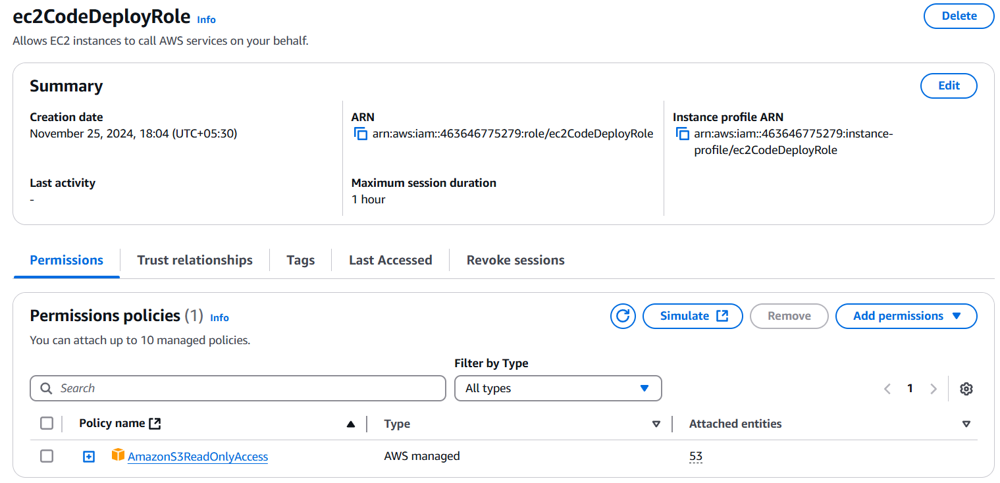 ec2CodeDeployRole Info
Delete
Allows EC2 instances to call AWS services on your behalf.
Summary
Edit
Creation date
November 25, 2024, 18:04 (UTC+05:30)
ARN
arn:aws:iam::463646775279:role/ec2CodeDeployRole
Instance profile ARN
arn:aws:iam::463646775279:instance-
profile/ec2CodeDeployRole
Last activity
-
Maximum session duration
1 hour
Permissions
Trust relationships
Tags
Last Accessed
Revoke sessions
Permissions policies (1) Info
Simulate
Remove
Add permissions
You can attach up to 10 managed policies.
Filter by Type
Search
All types
1
Policy name
Type
Attached entities
AmazonS3ReadOnlyAccess
AWS managed
53